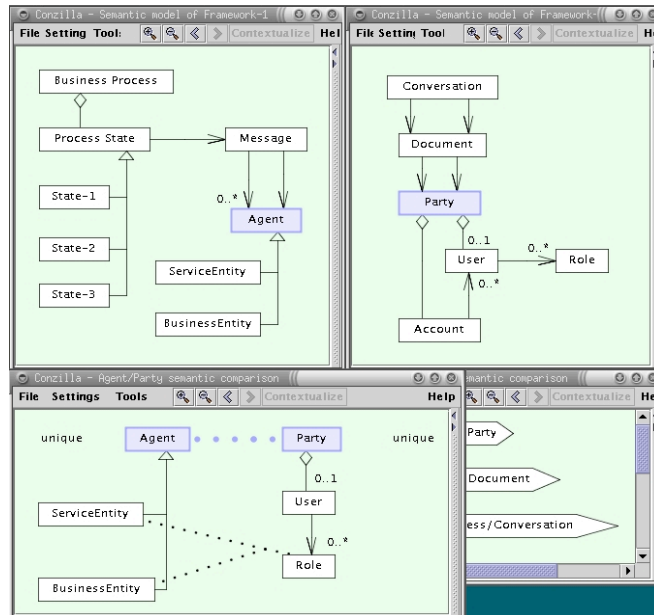 Conzilla - Semantic model of Framework-1
File Setting Tool: Contextualize Hel
Business Process
Process State
Message
State-1
0..*
Agent
State-2
ServiceEntity
State-3
BusinessEntity
Conzilla - Semantic model of Framework-
File Setting Tool Contextualize He
Conversation
Document
Party
0..1
0..*
User
Role
0..*
Account
Conzilla - Agent/Party semantic comparison
File Settings Tools Contextualize Help
unique
Agent
Party
unique
0..1
User
ServiceEntity
0..*
Role
BusinessEntity
emantic comparison
Contextualize He
Party
Document
ess/Conversation